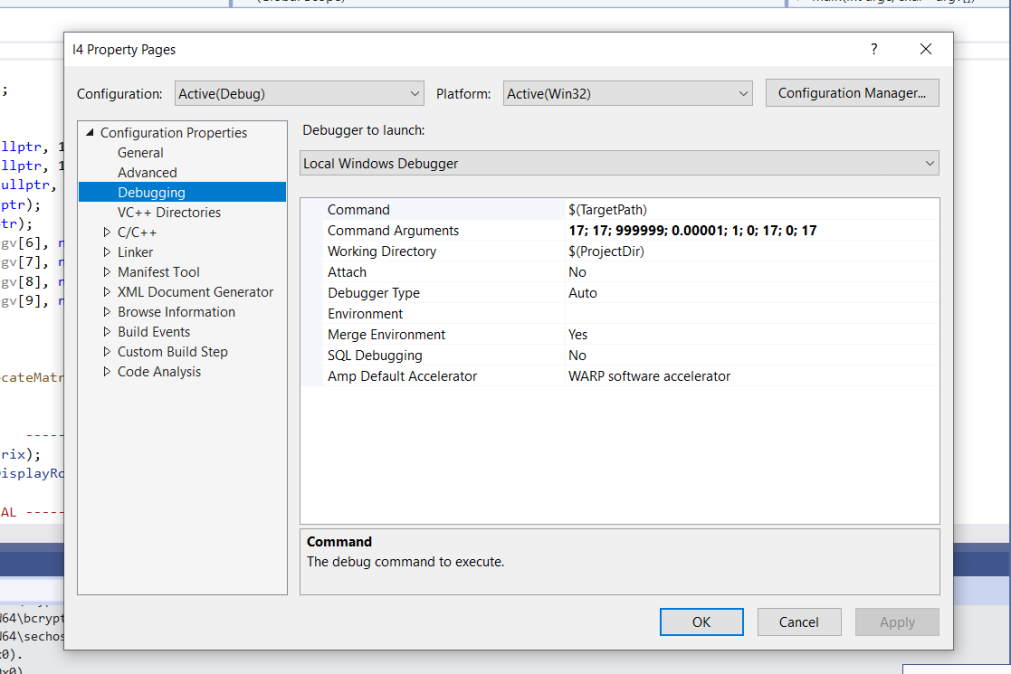 I4 Property Pages
?
Configuration: Active(Debug) Platform: Active(Win32) Configuration Manager...
Configuration Properties
General
Advanced
Debugging
VC++ Directories
C/C++
Linker
Manifest Tool
XML Document Generator
Browse Information
Build Events
Custom Build Step
Code Analysis
Debugger to launch:
Local Windows Debugger
Command $(TargetPath)
Command Arguments 17; 17; 999999; 0.00001; 1; 0; 17; 0; 17
Working Directory $(ProjectDir)
Attach No
Debugger Type Auto
Environment
Merge Environment Yes
SQL Debugging No
Amp Default Accelerator WARP software accelerator
Command
The debug command to execute.
OK Cancel Apply
;
llptr, 1
llptr, 1
ullptr,
ptr);
tr);
gv[6], n
gv[7], n
gv[8], n
gv[9], n
cateMatr
-----
rix);
DisplayRo
AL -----
64\bcrypt
64\sechos
0).